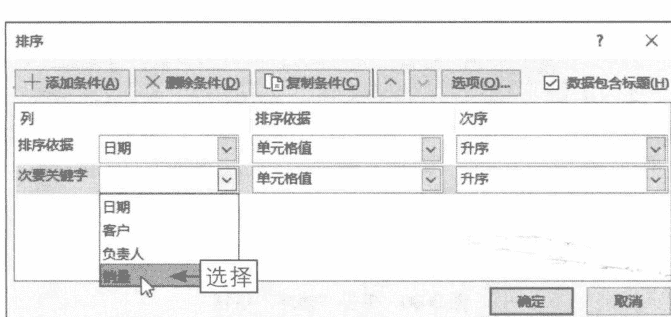 排序 ? ×
添加条件(A) 删除条件(D) 复制条件(C) 选项(O)... 数据包含标题(H)
列 排序依据 次序
排序依据 日期 单元格值 升序
次要关键字 单元格值 升序
日期
客户
负责人
选择
确定 取消